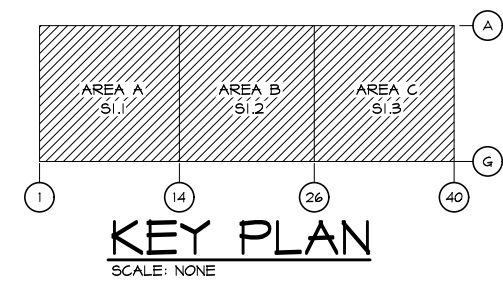 A
AREA A
S1.1
AREA B
S1.2
AREA C
S1.3
G
1 14 26 40
KEY PLAN
SCALE: NONE